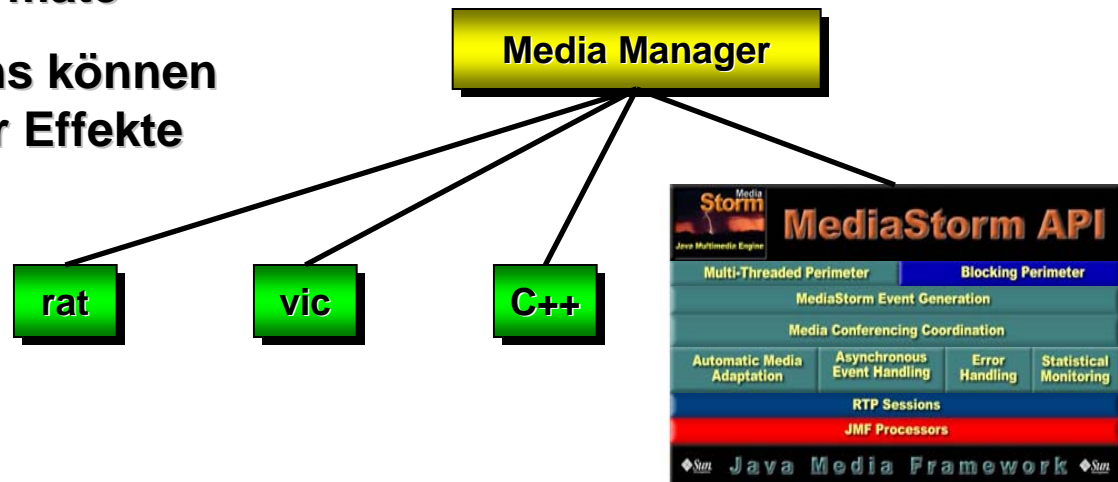 mate
ns können
r Effekte
Media Manager
rat
vic
C++
Media
Storm
Java Multimedia Engine
MediaStorm API
Multi-Threaded Perimeter
Blocking Perimeter
MediaStorm Event Generation
Media Conferencing Coordination
Automatic Media
Adaptation
Asynchronous
Event Handling
Error
Handling
Statistical
Monitoring
RTP Sessions
JMF Processors
Sun Java Media Framework Sun